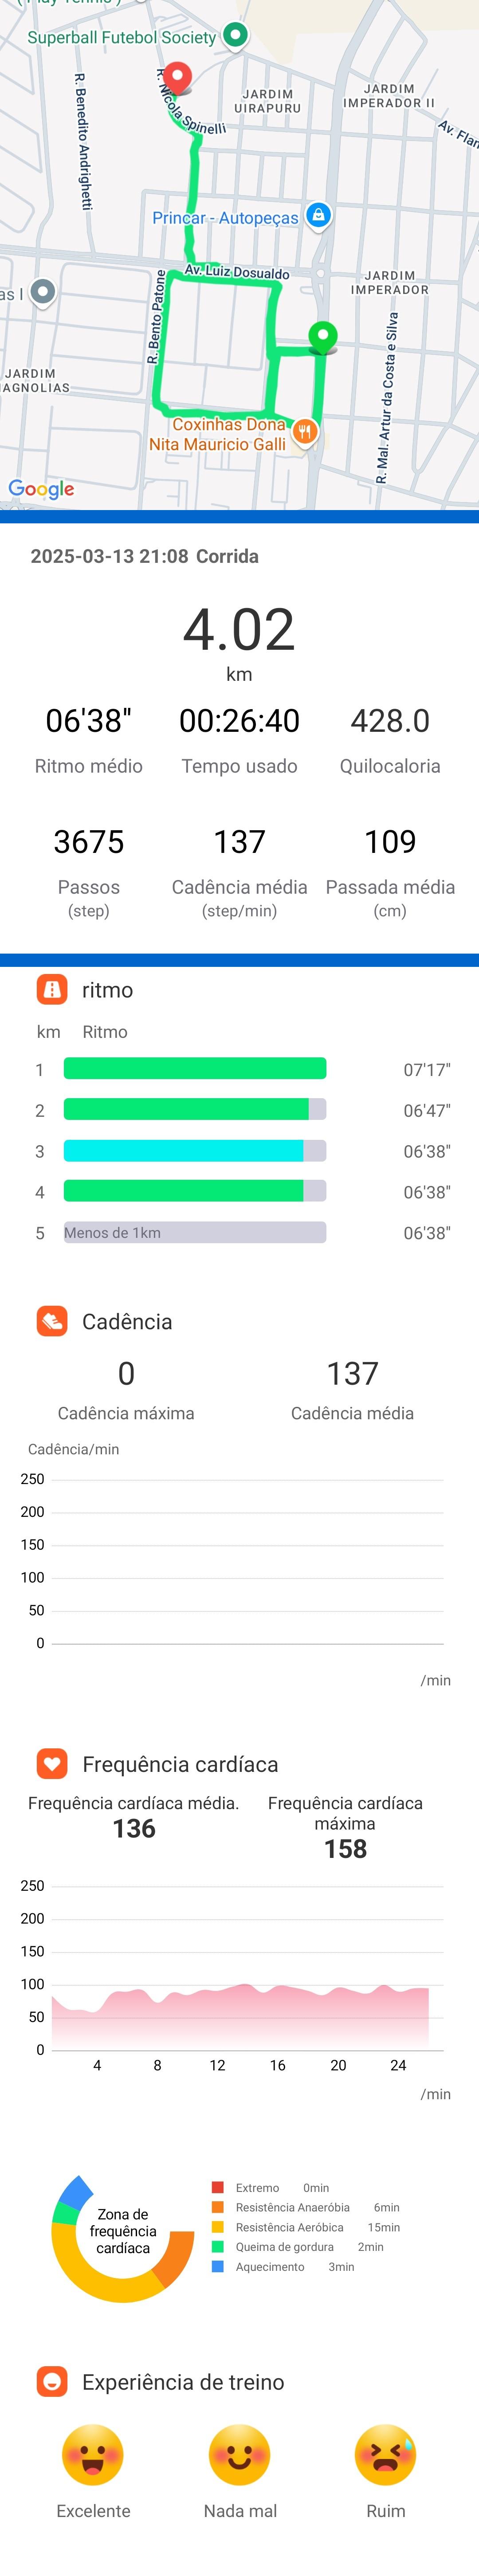 Superball Futebol Society
R. Nicola Spinelli
R. Benedito Andrighetti
JARDIM
UIRAPURU
JARDIM
IMPERADOR II
Princar - Autopeças
Av. Luiz Dosualdo
JARDIM
IMPERADOR
as I
R. Bento Patone
R. Mal. Artur da Costa e Silva
JARDIM
AGNOLIAS
Coxinhas Dona
Nita Mauricio Galli
Google
2025-03-13 21:08 Corrida
4.02
km
06'38" 00:26:40 428.0
Ritmo médio Tempo usado Quilocaloria
3675 137 109
Passos Cadência média Passada média
(step) (step/min) (cm)
ritmo
km Ritmo
1 07'17"
2 06'47"
3 06'38"
4 06'38"
5 Menos de 1km 06'38"
Cadência
0 137
Cadência máxima Cadência média
Cadência/min
250
200
150
100
50
0
/min
Frequência cardíaca
Frequência cardíaca média. Frequência cardíaca
máxima
136
158
250
200
150
100
50
0
4 8 12 16 20 24
/min
Zona de
frequência
cardíaca
Extremo 0min
Resistência Anaeróbia 6min
Resistência Aeróbica 15min
Queima de gordura 2min
Aquecimento 3min
Experiência de treino
Excelente Nada mal Ruim